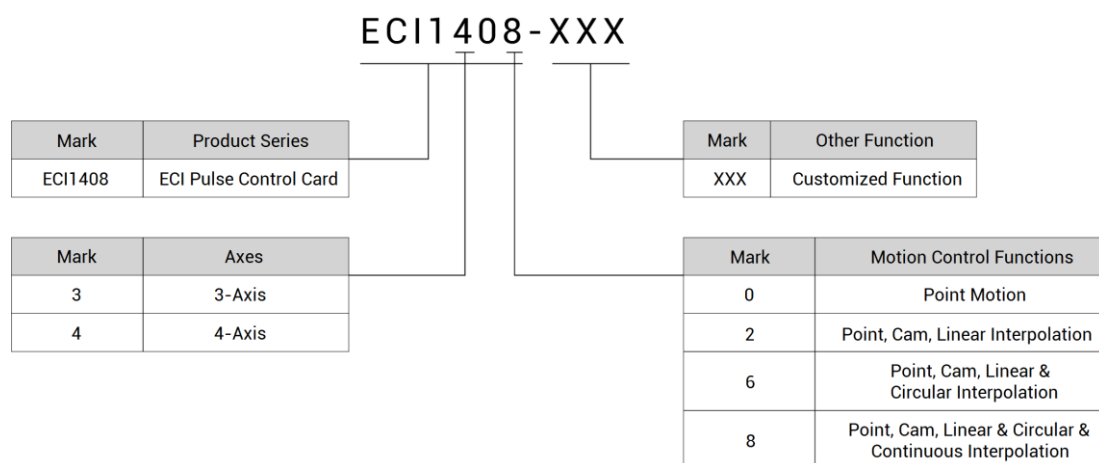 ECI1408-XXX
Mark Product Series
ECI1408 ECI Pulse Control Card
Mark Other Function
XXX Customized Function
Mark Axes
3 3-Axis
4 4-Axis
Mark Motion Control Functions
0 Point Motion
2 Point, Cam, Linear Interpolation
6 Point, Cam, Linear &
Circular Interpolation
8 Point, Cam, Linear & Circular &
Continuous Interpolation